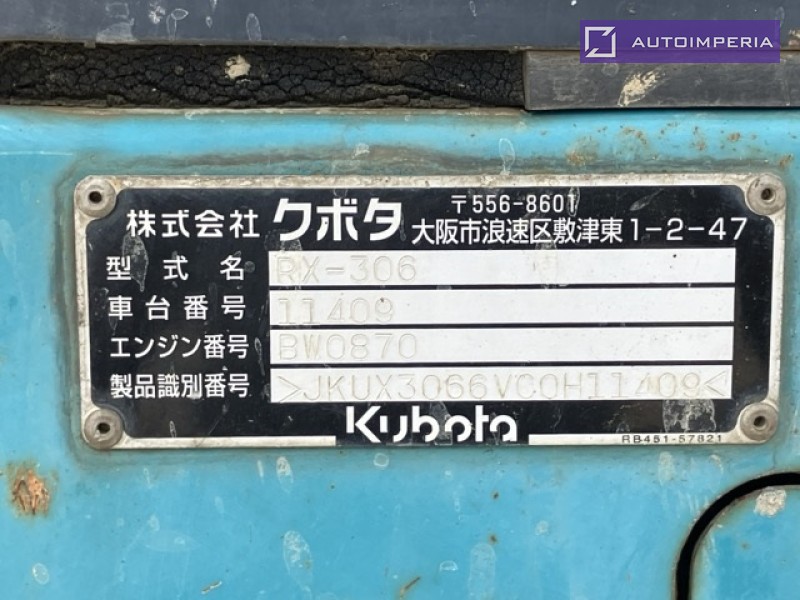 AUTOIMPERIA
株式会社 クボタ 〒556-8601
大阪市浪速区敷津東1-2-47
型式名 RX-306
車台番号 11409
エンジン番号 BW0870
製品識別番号 >JKUX3066VC0H11409<
Kubota
RB451-57821